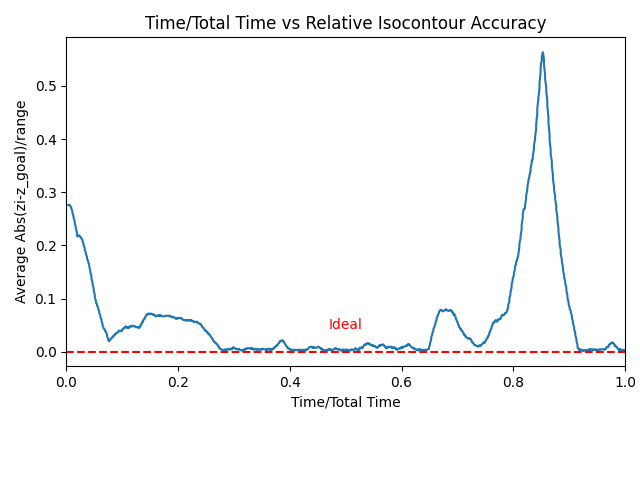 Time/Total Time vs Relative Isocontour Accuracy
Average Abs(zi-z_goal)/range
0.5
0.4
0.3
0.2
0.1
0.0
Ideal
0.0 0.2 0.4 0.6 0.8 1.0
Time/Total Time